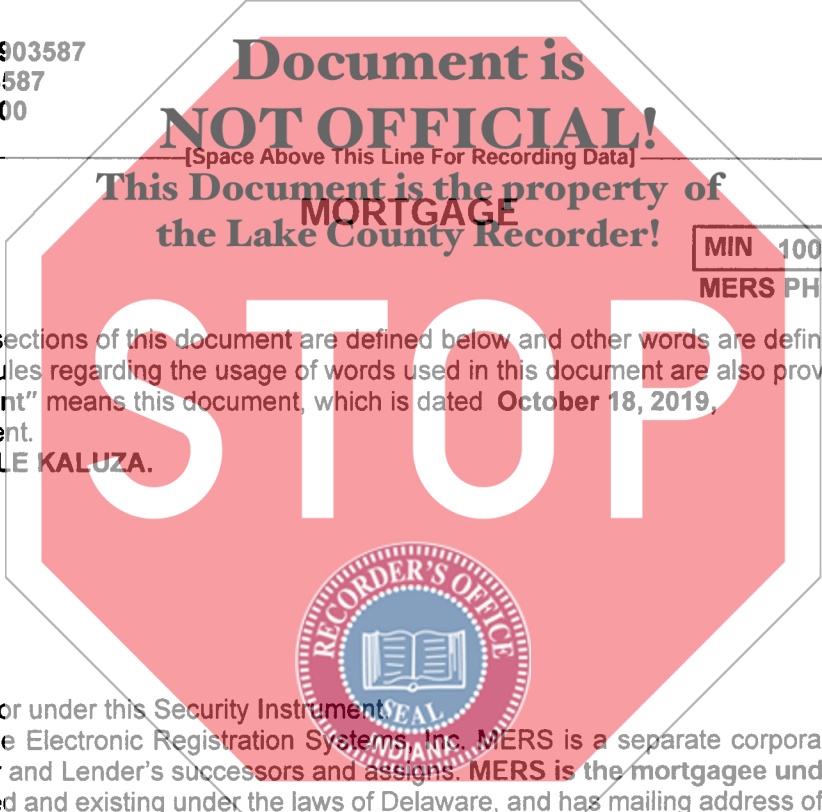 903587
587
00
Document is
NOT OFFICIAL!
[Space Above This Line For Recording Data]
This Document is the property of
MORTGAGE
the Lake County Recorder!
MIN 100
MERS PH
ections of this document are defined below and other words are defin
ules regarding the usage of words used in this document are also prov
nt” means this document, which is dated October 18, 2019,
ent.
LE KALUZA.
STOP
RECORDER'S OFFICE
SEAL
INDIANA
or under this Security Instrument.
e Electronic Registration Systems, Inc. MERS is a separate corpora
and Lender's successors and assigns. MERS is the mortgagee und
d and existing under the laws of Delaware, and has mailing address of